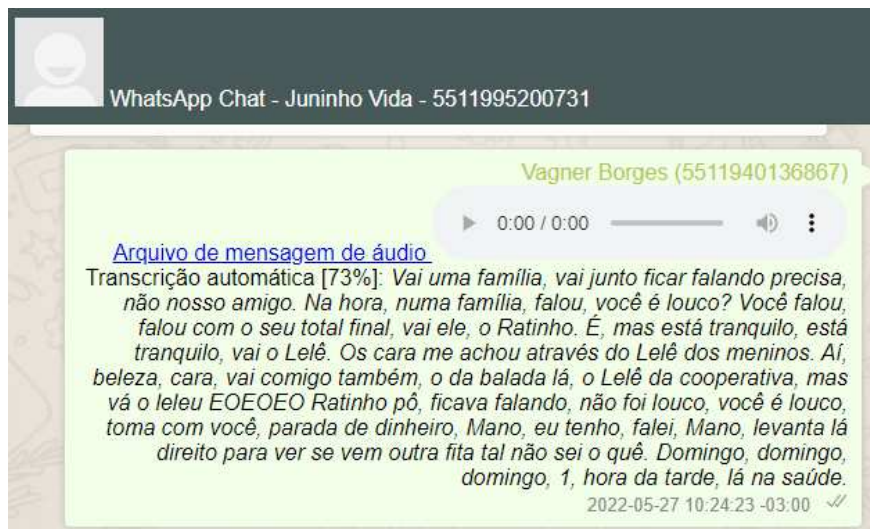 WhatsApp Chat - Juninho Vida - 5511995200731
Vagner Borges (5511940136867)
0:00 / 0:00
Arquivo de mensagem de áudio
Transcrição automática [73%]: Vai uma família, vai junto ficar falando precisa,
não nosso amigo. Na hora, numa família, falou, você é louco? Você falou,
falou com o seu total final, vai ele, o Ratinho. É, mas está tranquilo, está
tranquilo, vai o Lelê. Os cara me achou através do Lelê dos meninos. Aí,
beleza, cara, vai comigo também, o da balada lá, o Lelê da cooperativa, mas
vá o leleu EOEOEO Ratinho pô, ficava falando, não foi louco, você é louco,
toma com você, parada de dinheiro, Mano, eu tenho, falei, Mano, levanta lá
direito para ver se vem outra fita tal não sei o quê. Domingo, domingo,
domingo, 1, hora da tarde, lá na saúde.
2022-05-27 10:24:23 -03:00